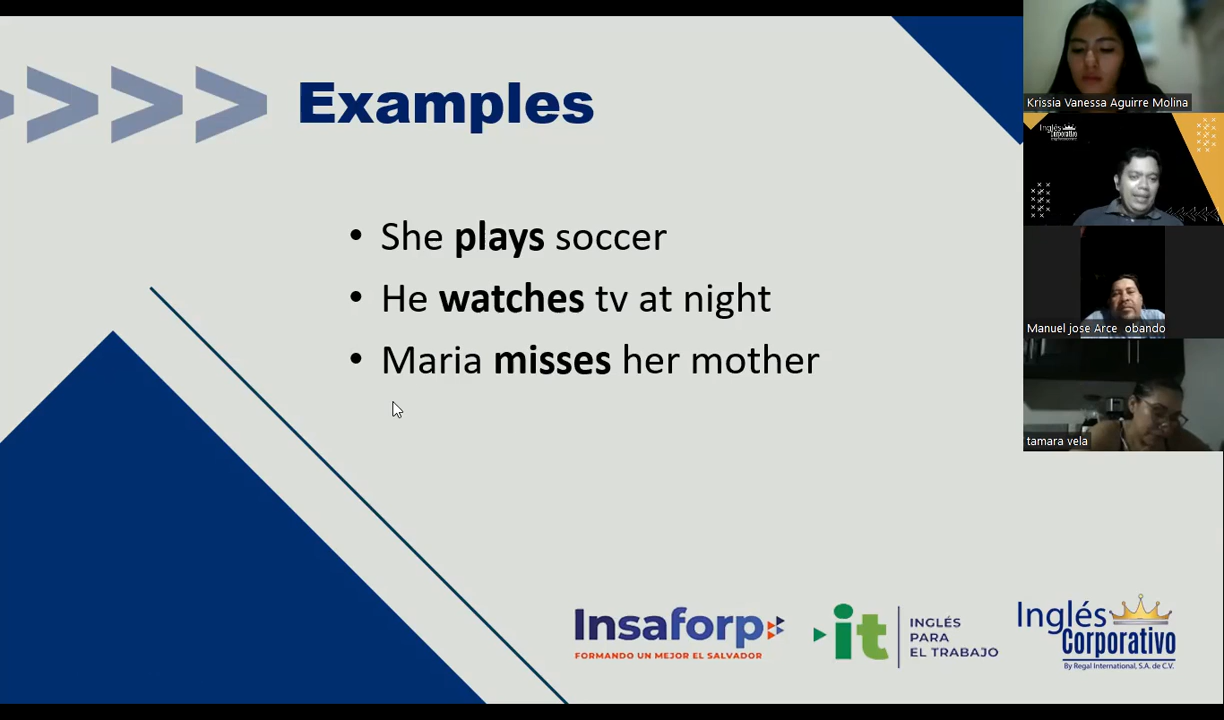 Examples
• She plays soccer
• He watches tv at night
• Maria misses her mother
Insaforp
FORMANDO UN MEJOR EL SALVADOR
it
INGLÉS
PARA
EL TRABAJO
Inglés
Corporativo
By Regal International, S.A. de C.V.
Krissia Vanessa Aguirre Molina
Inglés
Corporativo
Manuel jose Arce obando
tamara vela